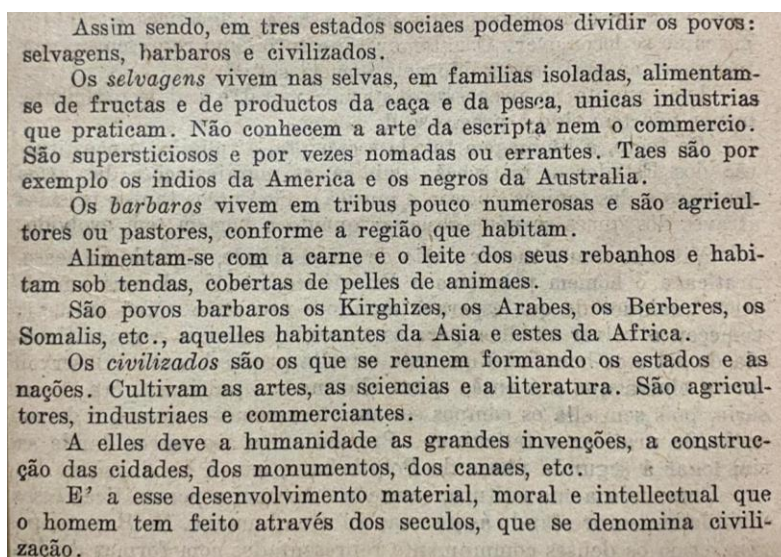 Assim sendo, em tres estados sociaes podemos dividir os povos:
selvagens, barbaros e civilizados.
Os selvagens vivem nas selvas, em familias isoladas, alimentam-
se de fructas e de productos da caça e da pesca, unicas industrias
que praticam. Não conhecem a arte da escripta nem o commercio.
São supersticiosos e por vezes nomadas ou errantes. Taes são por
exemplo os indios da America e os negros da Australia.
Os barbaros vivem em tribus pouco numerosas e são agricul-
tores ou pastores, conforme a região que habitam.
Alimentam-se com a carne e o leite dos seus rebanhos e habi-
tam sob tendas, cobertas de pelles de animaes.
São povos barbaros os Kirghizes, os Arabes, os Berberes, os
Somalis, etc., aquelles habitantes da Asia e estes da Africa.
Os civilizados são os que se reunem formando os estados e as
nações. Cultivam as artes, as sciencias e a literatura. São agricul-
tores, industriaes e commerciantes.
A elles deve a humanidade as grandes invenções, a construc-
ção das cidades, dos monumentos, dos canaes, etc.
E' a esse desenvolvimento material, moral e intellectual que
o homem tem feito através dos seculos, que se denomina civili-
zação.